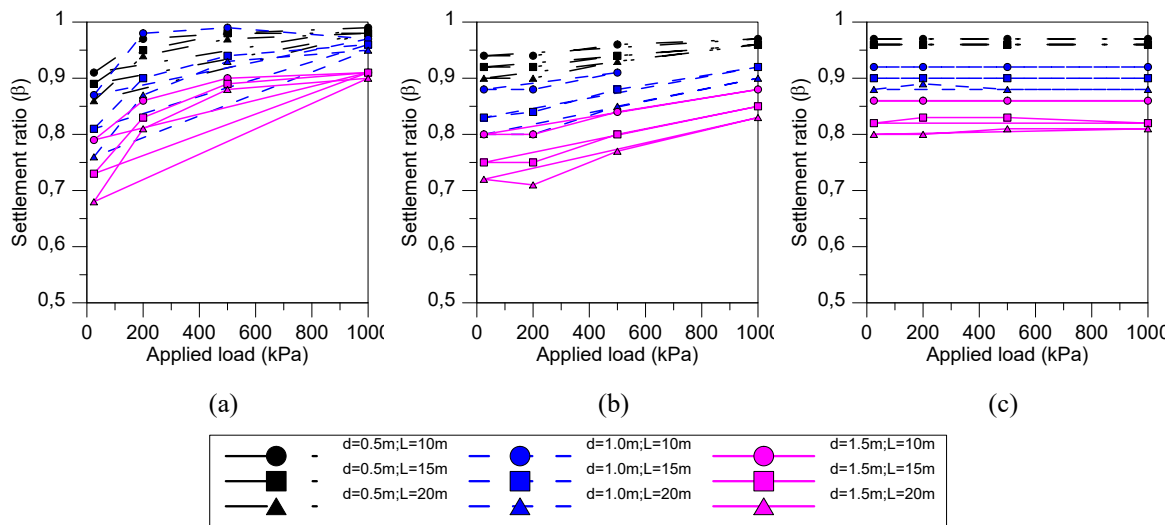 Settlement ratio (β)
1
0,9
0,8
0,7
0,6
0,5
0 200 400 600 800 1000
Applied load (kPa)
(a)
Settlement ratio (β)
1
0,9
0,8
0,7
0,6
0,5
0 200 400 600 800 1000
Applied load (kPa)
(b)
Settlement ratio (β)
1
0,9
0,8
0,7
0,6
0,5
0 200 400 600 800 1000
Applied load (kPa)
(c)
d=0.5m;L=10m d=1.0m;L=10m d=1.5m;L=10m
d=0.5m;L=15m d=1.0m;L=15m d=1.5m;L=15m
d=0.5m;L=20m d=1.0m;L=20m d=1.5m;L=20m